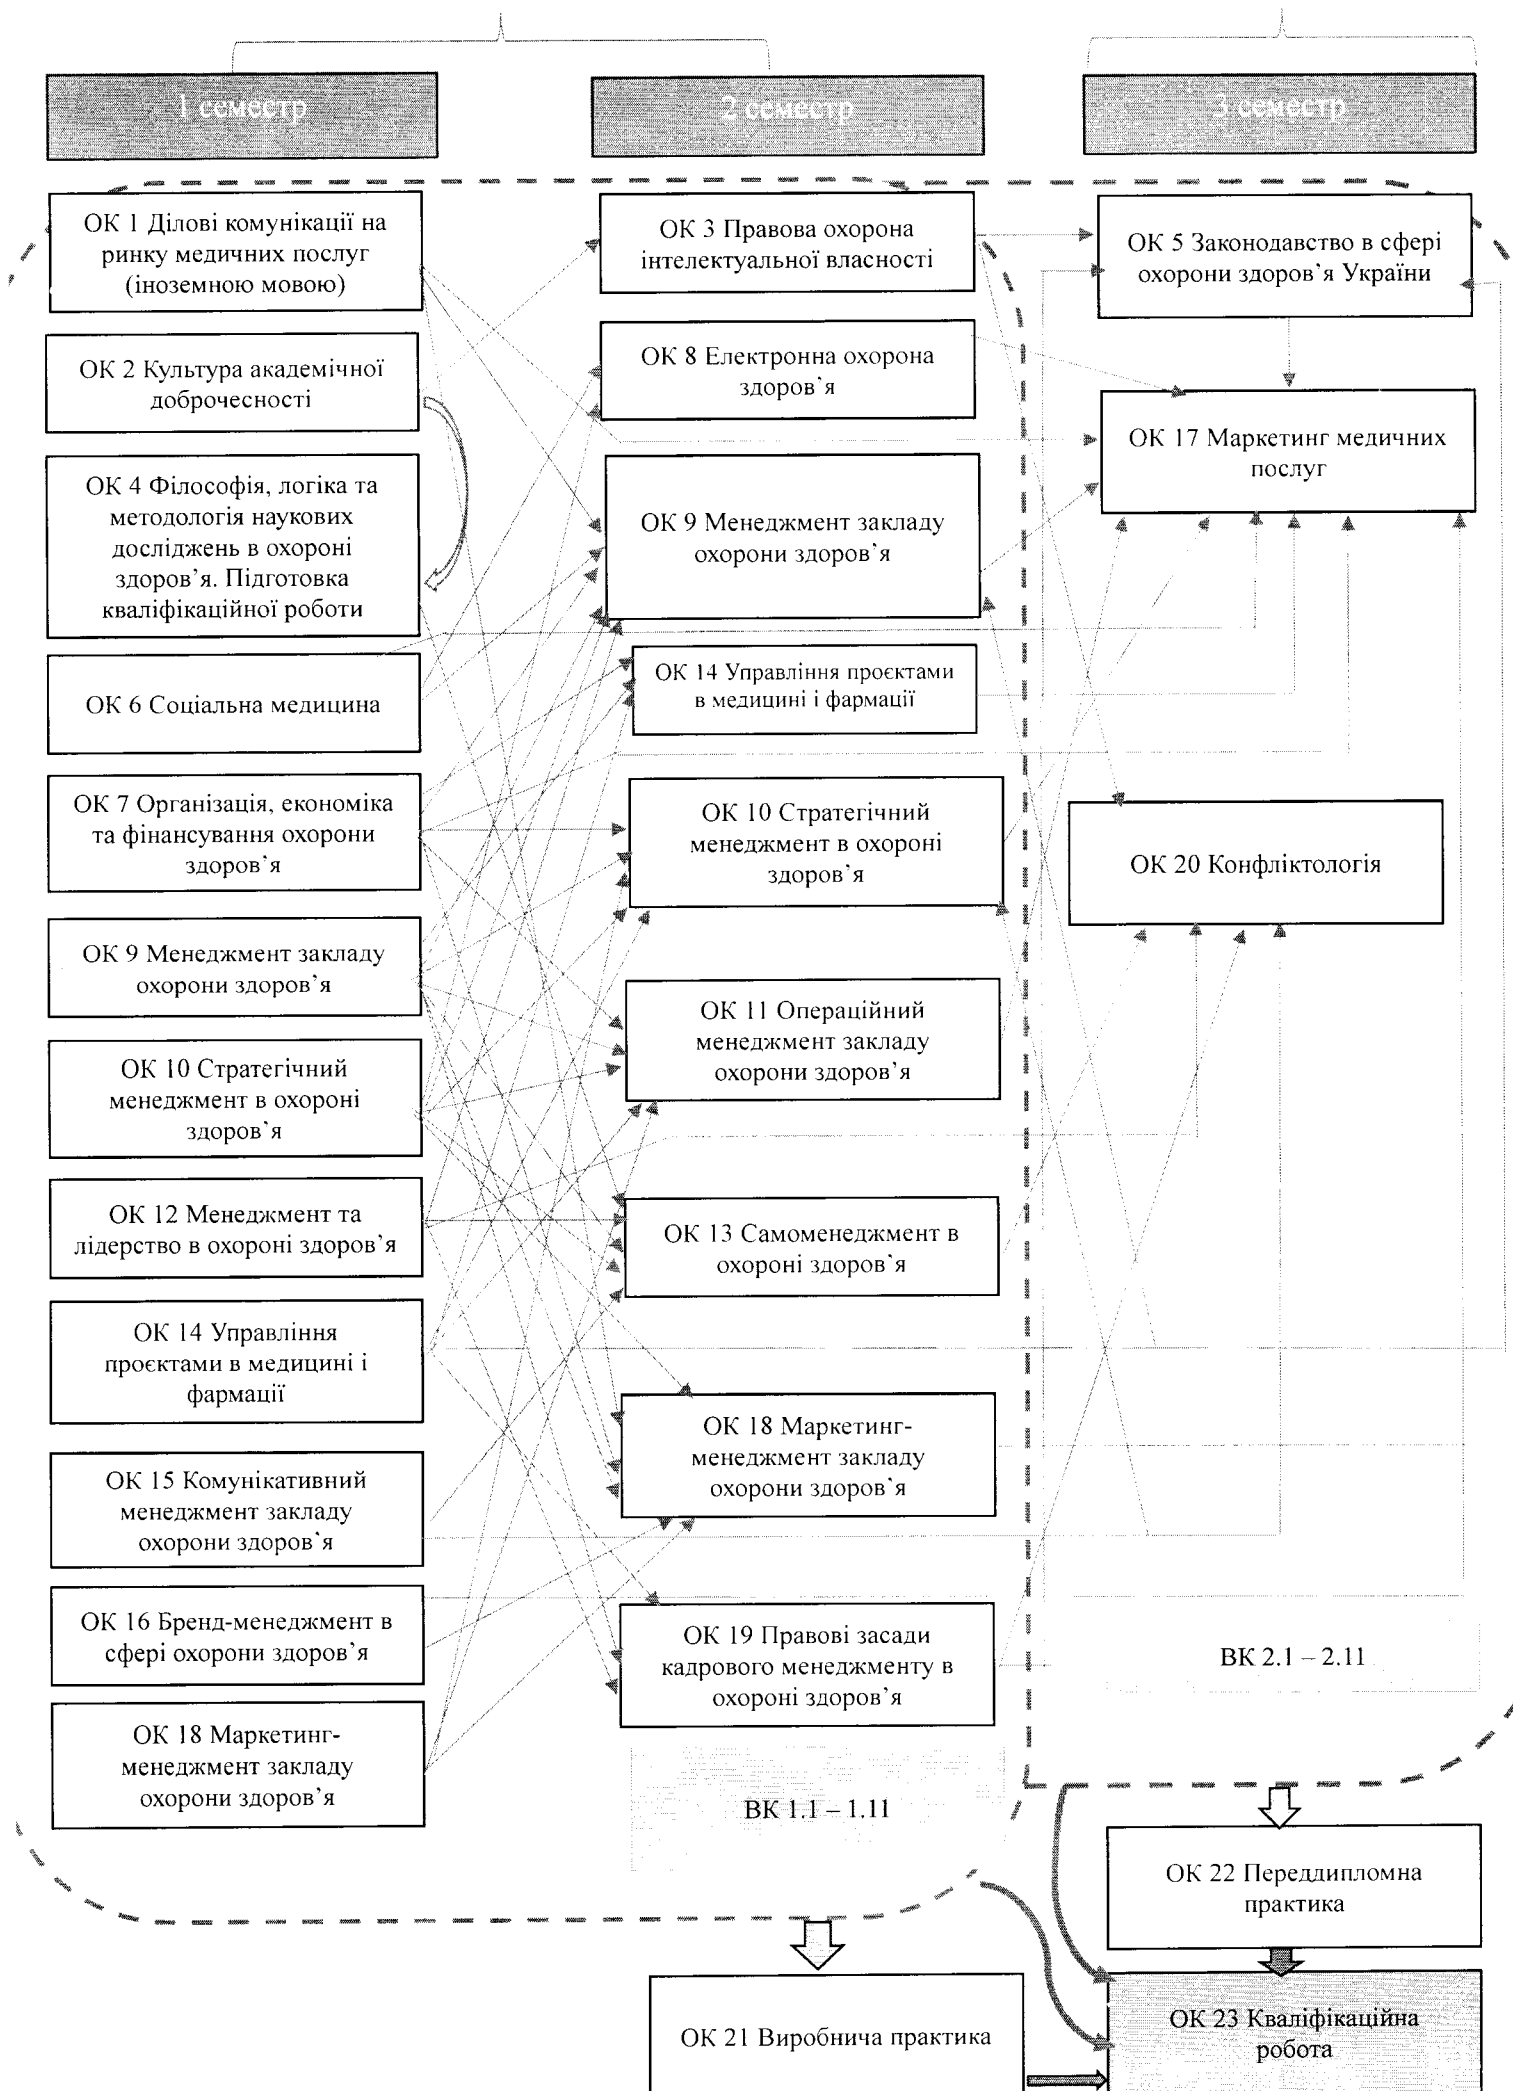 1 семестр
2 семестр
3 семестр
ОК 1 Ділові комунікації на
ринку медичних послуг
(іноземною мовою)
ОК 2 Культура академічної
доброчесності
ОК 4 Філософія, логіка та
методологія наукових
досліджень в охороні
здоров’я. Підготовка
кваліфікаційної роботи
ОК 6 Соціальна медицина
ОК 7 Організація, економіка
та фінансування охорони
здоров’я
ОК 9 Менеджмент закладу
охорони здоров’я
ОК 10 Стратегічний
менеджмент в охороні
здоров’я
ОК 12 Менеджмент та
лідерство в охороні здоров’я
ОК 14 Управління
проєктами в медицині і
фармації
ОК 15 Комунікативний
менеджмент закладу
охорони здоров’я
ОК 16 Бренд-менеджмент в
сфері охорони здоров’я
ОК 18 Маркетинг-
менеджмент закладу
охорони здоров’я
ОК 3 Правова охорона
інтелектуальної власності
ОК 8 Електронна охорона
здоров’я
ОК 9 Менеджмент закладу
охорони здоров’я
ОК 14 Управління проєктами
в медицині і фармації
ОК 10 Стратегічний
менеджмент в охороні
здоров’я
ОК 11 Операційний
менеджмент закладу
охорони здоров’я
ОК 13 Самоменеджмент в
охороні здоров’я
ОК 18 Маркетинг-
менеджмент закладу
охорони здоров’я
ОК 19 Правові засади
кадрового менеджменту в
охороні здоров’я
ВК 1.1 – 1.11
ОК 21 Виробнича практика
ОК 5 Законодавство в сфері
охорони здоров’я України
ОК 17 Маркетинг медичних
послуг
ОК 20 Конфліктологія
ВК 2.1 – 2.11
ОК 22 Переддипломна
практика
ОК 23 Кваліфікаційна
робота